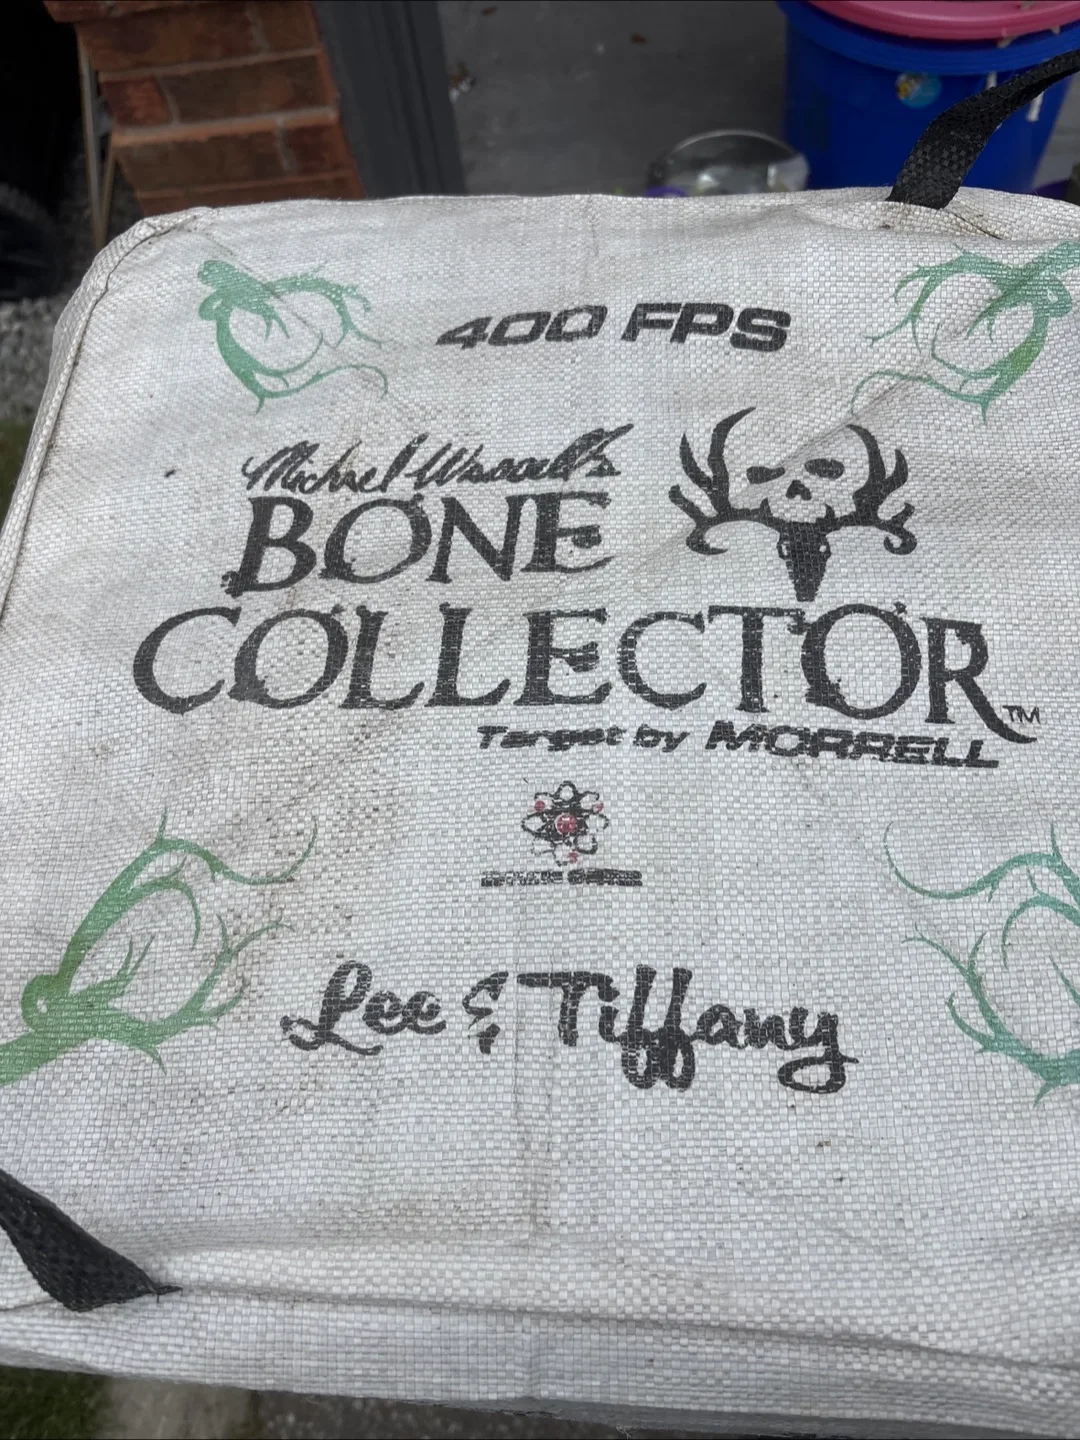 400 FPS
Michael Waddell's
BONE
COLLECTOR™
Target by MORRELL
Lee & Tiffany